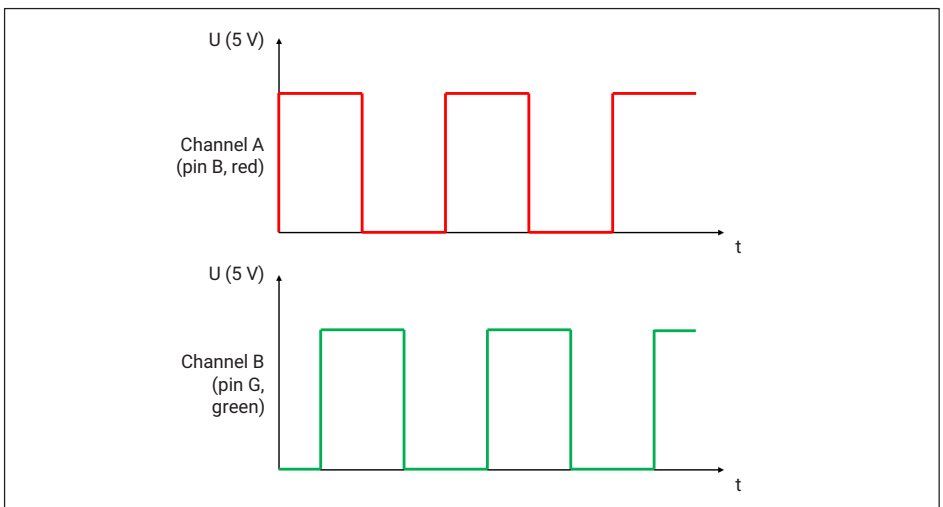 U (5 V)
Channel A
(pin B, red)
t
U (5 V)
Channel B
(pin G,
green)
t